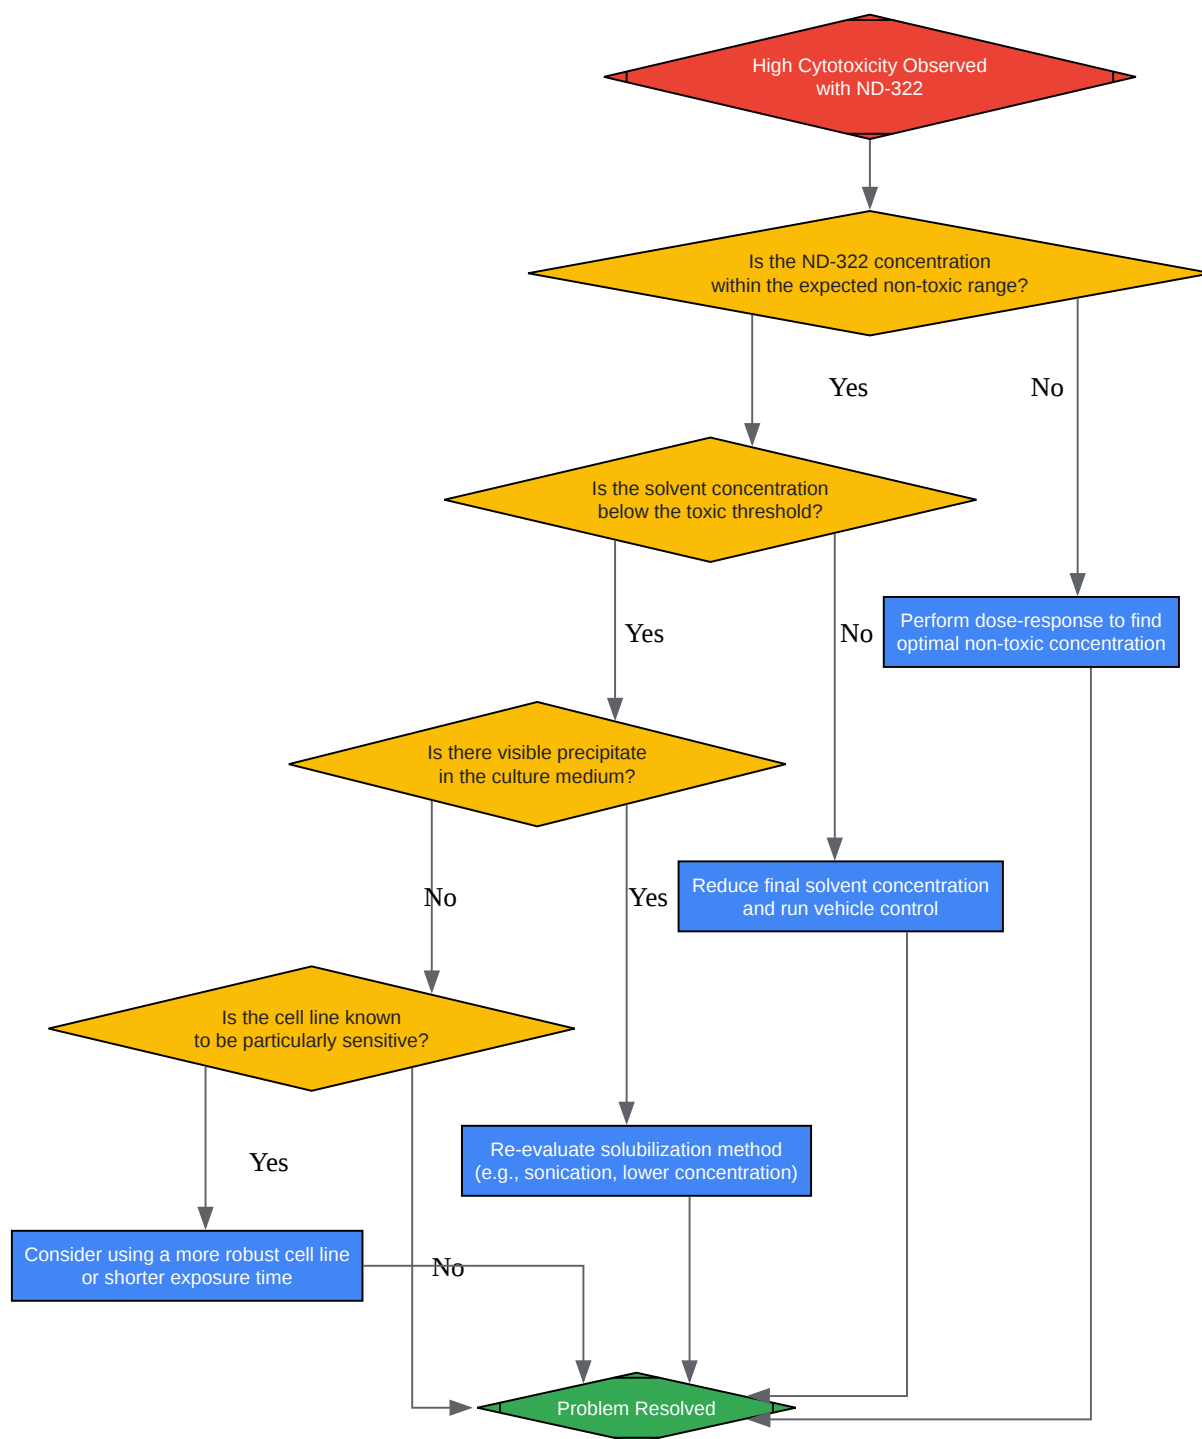 High Cytotoxicity Observed
with ND-322
Is the ND-322 concentration
within the expected non-toxic range?
Yes
No
Is the solvent concentration
below the toxic threshold?
Yes
No
Perform dose-response to find
optimal non-toxic concentration
Is there visible precipitate
in the culture medium?
No
Yes
Reduce final solvent concentration
and run vehicle control
Is the cell line known
to be particularly sensitive?
Yes
Re-evaluate solubilization method
(e.g., sonication, lower concentration)
Consider using a more robust cell line
or shorter exposure time
No
Problem Resolved